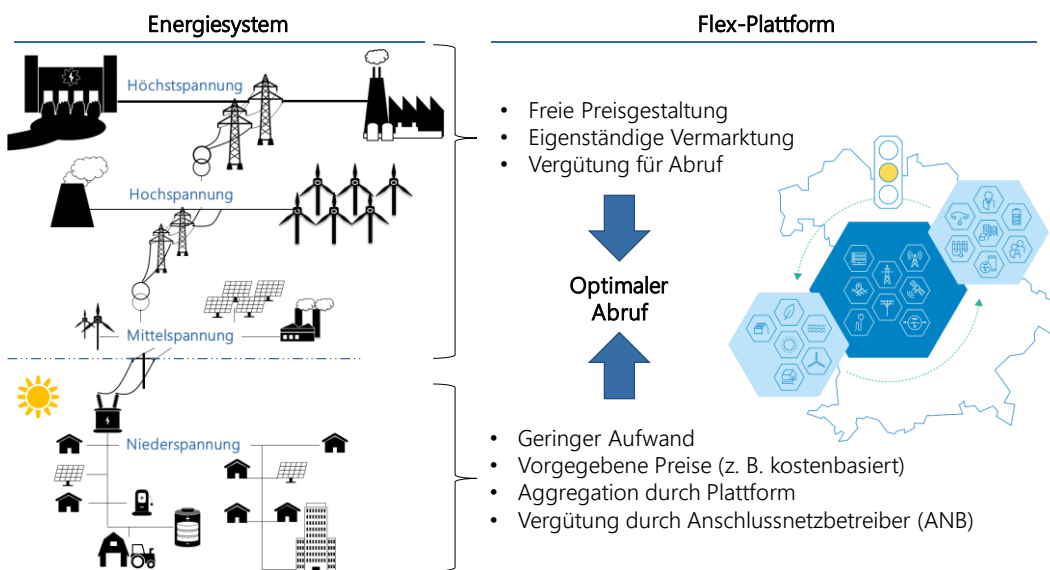 Energiesystem
Höchstspannung
Hochspannung
Mittelspannung
Niederspannung
Flex-Plattform
• Freie Preisgestaltung
• Eigenständige Vermarktung
• Vergütung für Abruf
Optimaler
Abruf
• Geringer Aufwand
• Vorgegebene Preise (z. B. kostenbasiert)
• Aggregation durch Plattform
• Vergütung durch Anschlussnetzbetreiber (ANB)